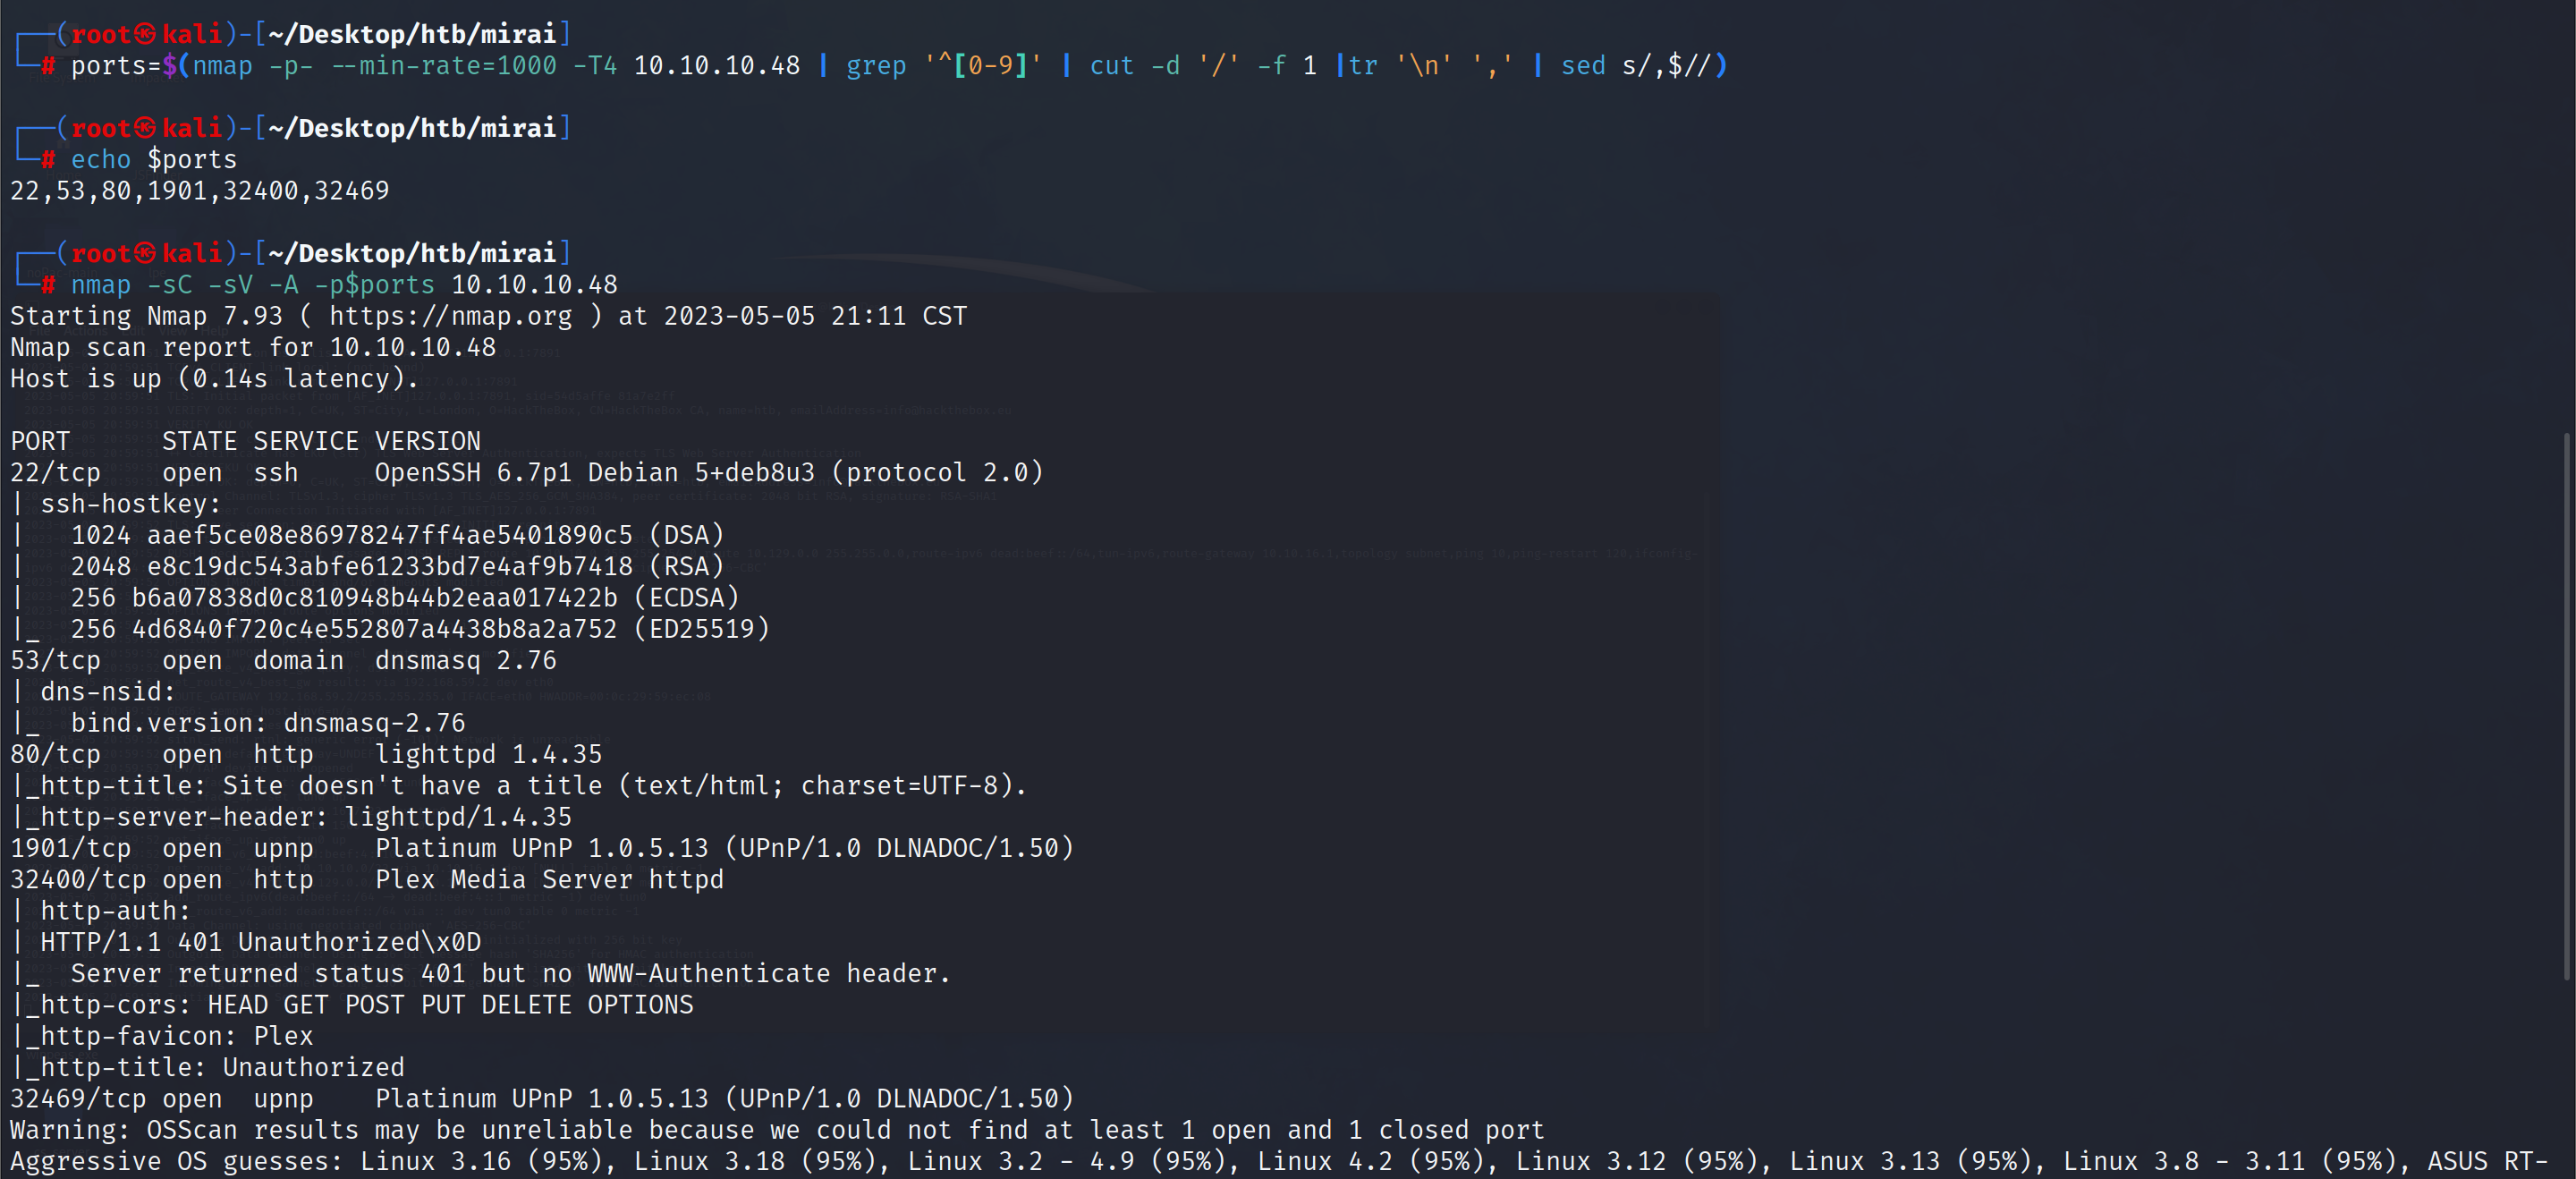 ┌──(root㉿kali)-[~/Desktop/htb/mirai]
└─# ports=$(nmap -p- --min-rate=1000 -T4 10.10.10.48 | grep '^[0-9]' | cut -d '/' -f 1 |tr '\n' ',' | sed s/,$//)
┌──(root㉿kali)-[~/Desktop/htb/mirai]
└─# echo $ports
22,53,80,1901,32400,32469
┌──(root㉿kali)-[~/Desktop/htb/mirai]
└─# nmap -sC -sV -A -p$ports 10.10.10.48
Starting Nmap 7.93 ( https://nmap.org ) at 2023-05-05 21:11 CST
Nmap scan report for 10.10.10.48
Host is up (0.14s latency).
PORT      STATE SERVICE VERSION
22/tcp    open  ssh     OpenSSH 6.7p1 Debian 5+deb8u3 (protocol 2.0)
| ssh-hostkey:
|   1024 aaef5ce08e86978247ff4ae5401890c5 (DSA)
|   2048 e8c19dc543abfe61233bd7e4af9b7418 (RSA)
|   256 b6a07838d0c810948b44b2eaa017422b (ECDSA)
|_  256 4d6840f720c4e552807a4438b8a2a752 (ED25519)
53/tcp    open  domain  dnsmasq 2.76
| dns-nsid:
|_  bind.version: dnsmasq-2.76
80/tcp    open  http    lighttpd 1.4.35
|_http-title: Site doesn't have a title (text/html; charset=UTF-8).
|_http-server-header: lighttpd/1.4.35
1901/tcp  open  upnp    Platinum UPnP 1.0.5.13 (UPnP/1.0 DLNADOC/1.50)
32400/tcp open  http    Plex Media Server httpd
| http-auth:
| HTTP/1.1 401 Unauthorized\x0D
|_  Server returned status 401 but no WWW-Authenticate header.
|_http-cors: HEAD GET POST PUT DELETE OPTIONS
|_http-favicon: Plex
|_http-title: Unauthorized
32469/tcp open  upnp    Platinum UPnP 1.0.5.13 (UPnP/1.0 DLNADOC/1.50)
Warning: OSScan results may be unreliable because we could not find at least 1 open and 1 closed port
Aggressive OS guesses: Linux 3.16 (95%), Linux 3.18 (95%), Linux 3.2 - 4.9 (95%), Linux 4.2 (95%), Linux 3.12 (95%), Linux 3.13 (95%), Linux 3.8 - 3.11 (95%), ASUS RT-